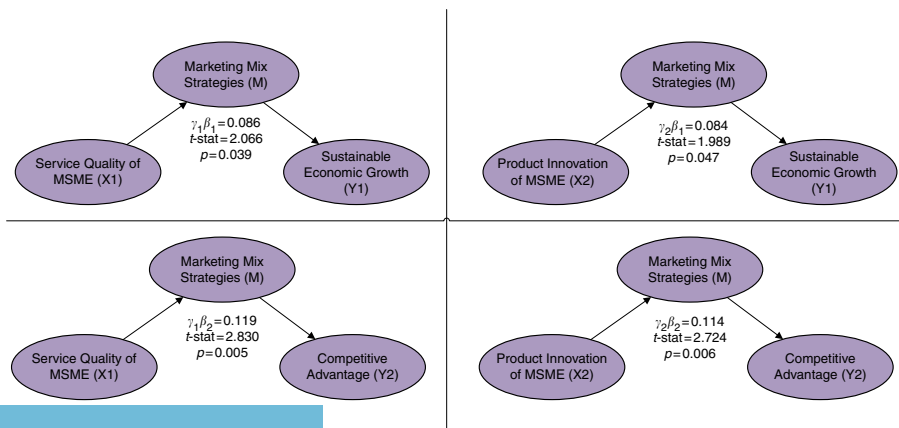 Marketing Mix
Strategies (M)
γ₁β₁=0.086
t-stat=2.066
p=0.039
Service Quality of
MSME (X1)
Sustainable
Economic Growth
(Y1)
Marketing Mix
Strategies (M)
γ₂β₁=0.084
t-stat=1.989
p=0.047
Product Innovation
of MSME (X2)
Sustainable
Economic Growth
(Y1)
Marketing Mix
Strategies (M)
γ₁β₂=0.119
t-stat=2.830
p=0.005
Service Quality of
MSME (X1)
Competitive
Advantage (Y2)
Marketing Mix
Strategies (M)
γ₂β₂=0.114
t-stat=2.724
p=0.006
Product Innovation
of MSME (X2)
Competitive
Advantage (Y2)